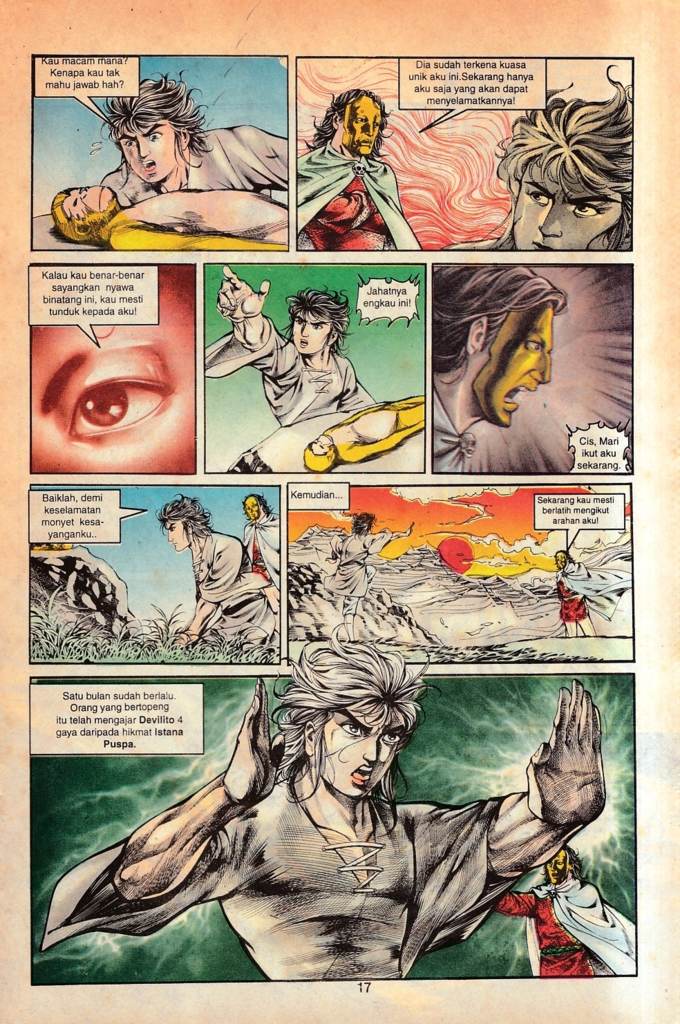 Kau macam mana?
Kenapa kau tak
mahu jawab hah?
Dia sudah terkena kuasa
unik aku ini.Sekarang hanya
aku saja yang akan dapat
menyelamatkannya!
Kalau kau benar-benar
sayangkan nyawa
binatang ini, kau mesti
tunduk kepada aku!
Jahatnya
engkau ini!
Cis, Mari
ikut aku
sekarang.
Baiklah, demi
keselamatan
monyet kesa-
yanganku..
Kemudian...
Sekarang kau mesti
berlatih mengikut
arahan aku!
Satu bulan sudah berlalu.
Orang yang bertopeng
itu telah mengajar Devilito 4
gaya daripada hikmat Istana
Puspa.
17